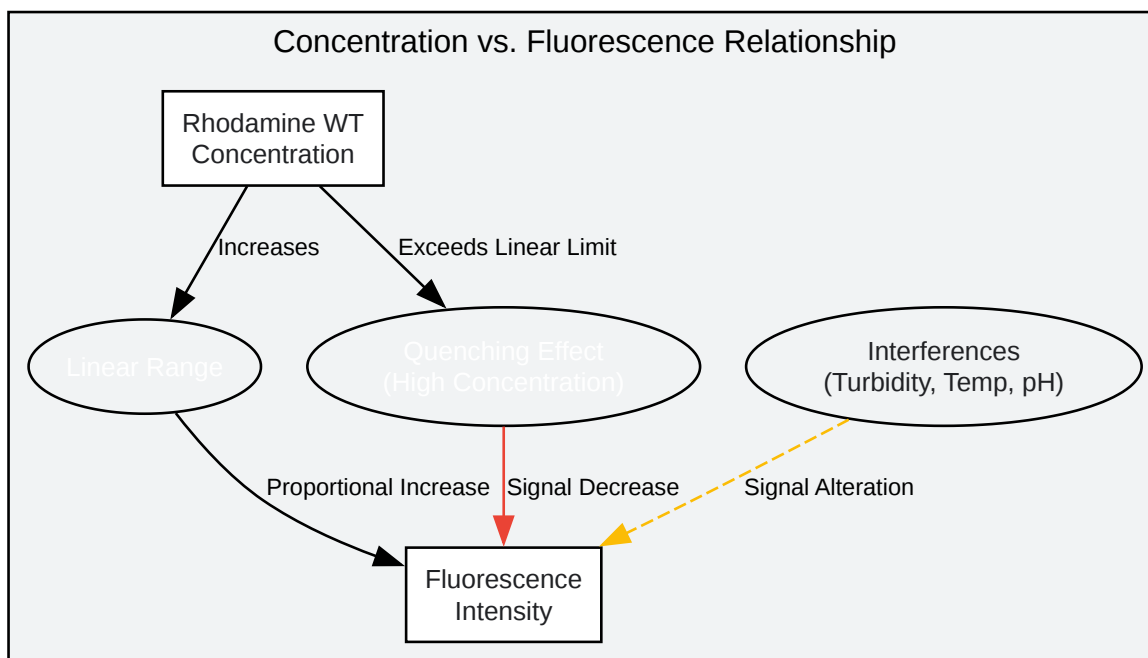 Concentration vs. Fluorescence Relationship
Rhodamine WT
Concentration
Increases
Exceeds Linear Limit
Linear Range
Quenching Effect
(High Concentration)
Interferences
(Turbidity, Temp, pH)
Proportional Increase
Signal Decrease
Signal Alteration
Fluorescence
Intensity